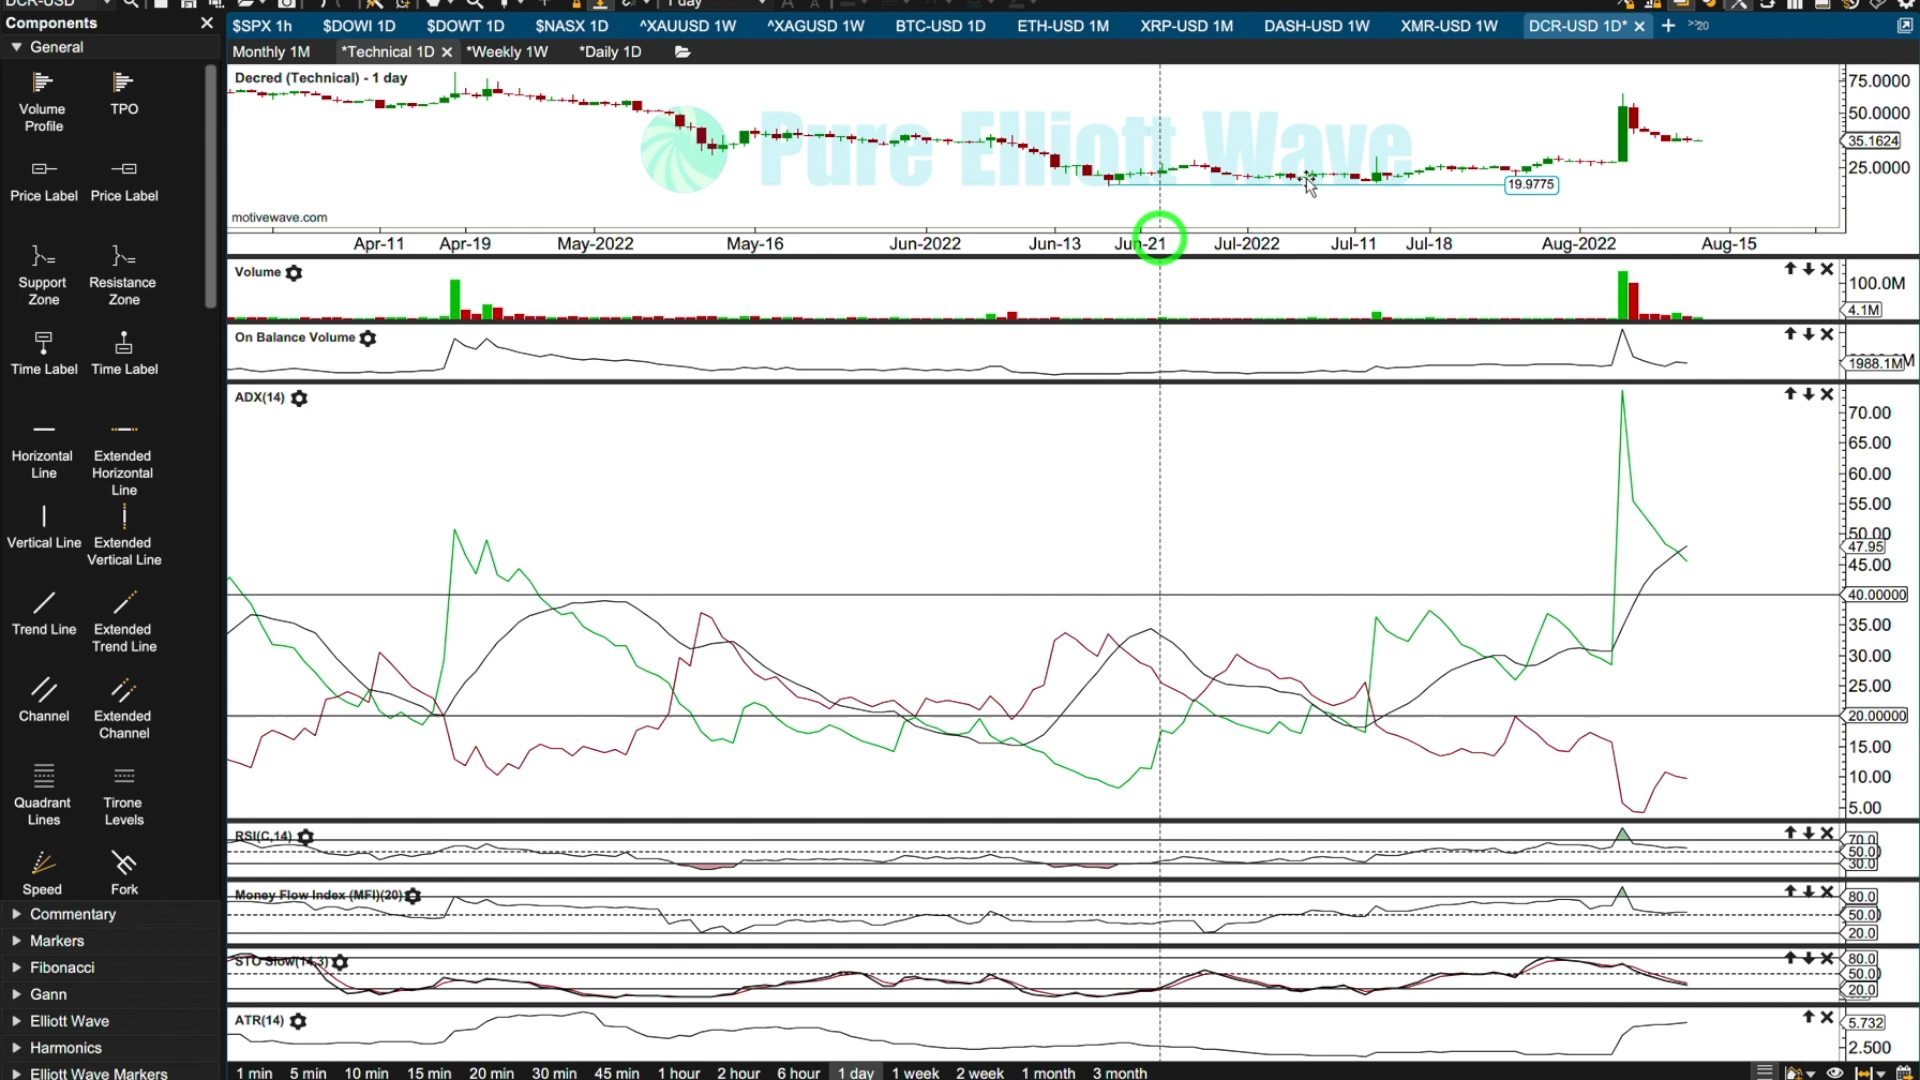 DCR-USD
1 day
Components
$SPX 1h
$DOWI 1D
$DOWT 1D
$NASX 1D
^XAUUSD 1W
^XAGUSD 1W
BTC-USD 1D
ETH-USD 1M
XRP-USD 1M
DASH-USD 1W
XMR-USD 1W
DCR-USD 1D*
>>20
General
Monthly 1M
*Technical 1D
*Weekly 1W
*Daily 1D
Volume Profile
TPO
Price Label
Price Label
Support Zone
Resistance Zone
Time Label
Time Label
Horizontal Line
Extended Horizontal Line
Vertical Line
Extended Vertical Line
Trend Line
Extended Trend Line
Channel
Extended Channel
Quadrant Lines
Tirone Levels
Speed
Fork
Commentary
Markers
Fibonacci
Gann
Elliott Wave
Harmonics
Elliott Wave Markers
Decred (Technical) - 1 day
Pure Elliott Wave
75.0000
50.0000
35.1624
25.0000
19.9775
motivewave.com
Apr-11
Apr-19
May-2022
May-16
Jun-2022
Jun-13
Jun-21
Jul-2022
Jul-11
Jul-18
Aug-2022
Aug-15
Volume
100.0M
4.1M
On Balance Volume
1988.1M
ADX(14)
70.00
65.00
60.00
55.00
50.00
47.95
45.00
40.00000
35.00
30.00
25.00
20.00000
15.00
10.00
5.00
RSI(C,14)
70.0
50.0
30.0
Money Flow Index (MFI)(20)
80.0
50.0
20.0
STO Slow(14,3)
80.0
50.0
20.0
ATR(14)
5.732
2.500
1 min
5 min
10 min
15 min
20 min
30 min
45 min
1 hour
2 hour
6 hour
1 day
1 week
2 week
1 month
3 month